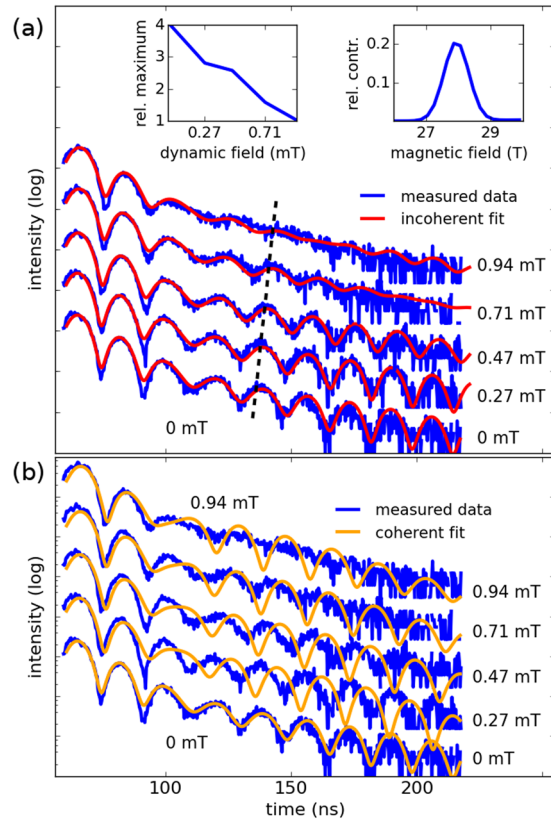 (a)
rel. maximum
4
3
2
1
0.27
0.71
dynamic field (mT)
rel. contr.
0.2
0.1
27
29
magnetic field (T)
measured data
incoherent fit
intensity (log)
0.94 mT
0.71 mT
0.47 mT
0.27 mT
0 mT
0 mT
(b)
0.94 mT
measured data
coherent fit
intensity (log)
0.94 mT
0.71 mT
0.47 mT
0.27 mT
0 mT
0 mT
100
150
200
time (ns)